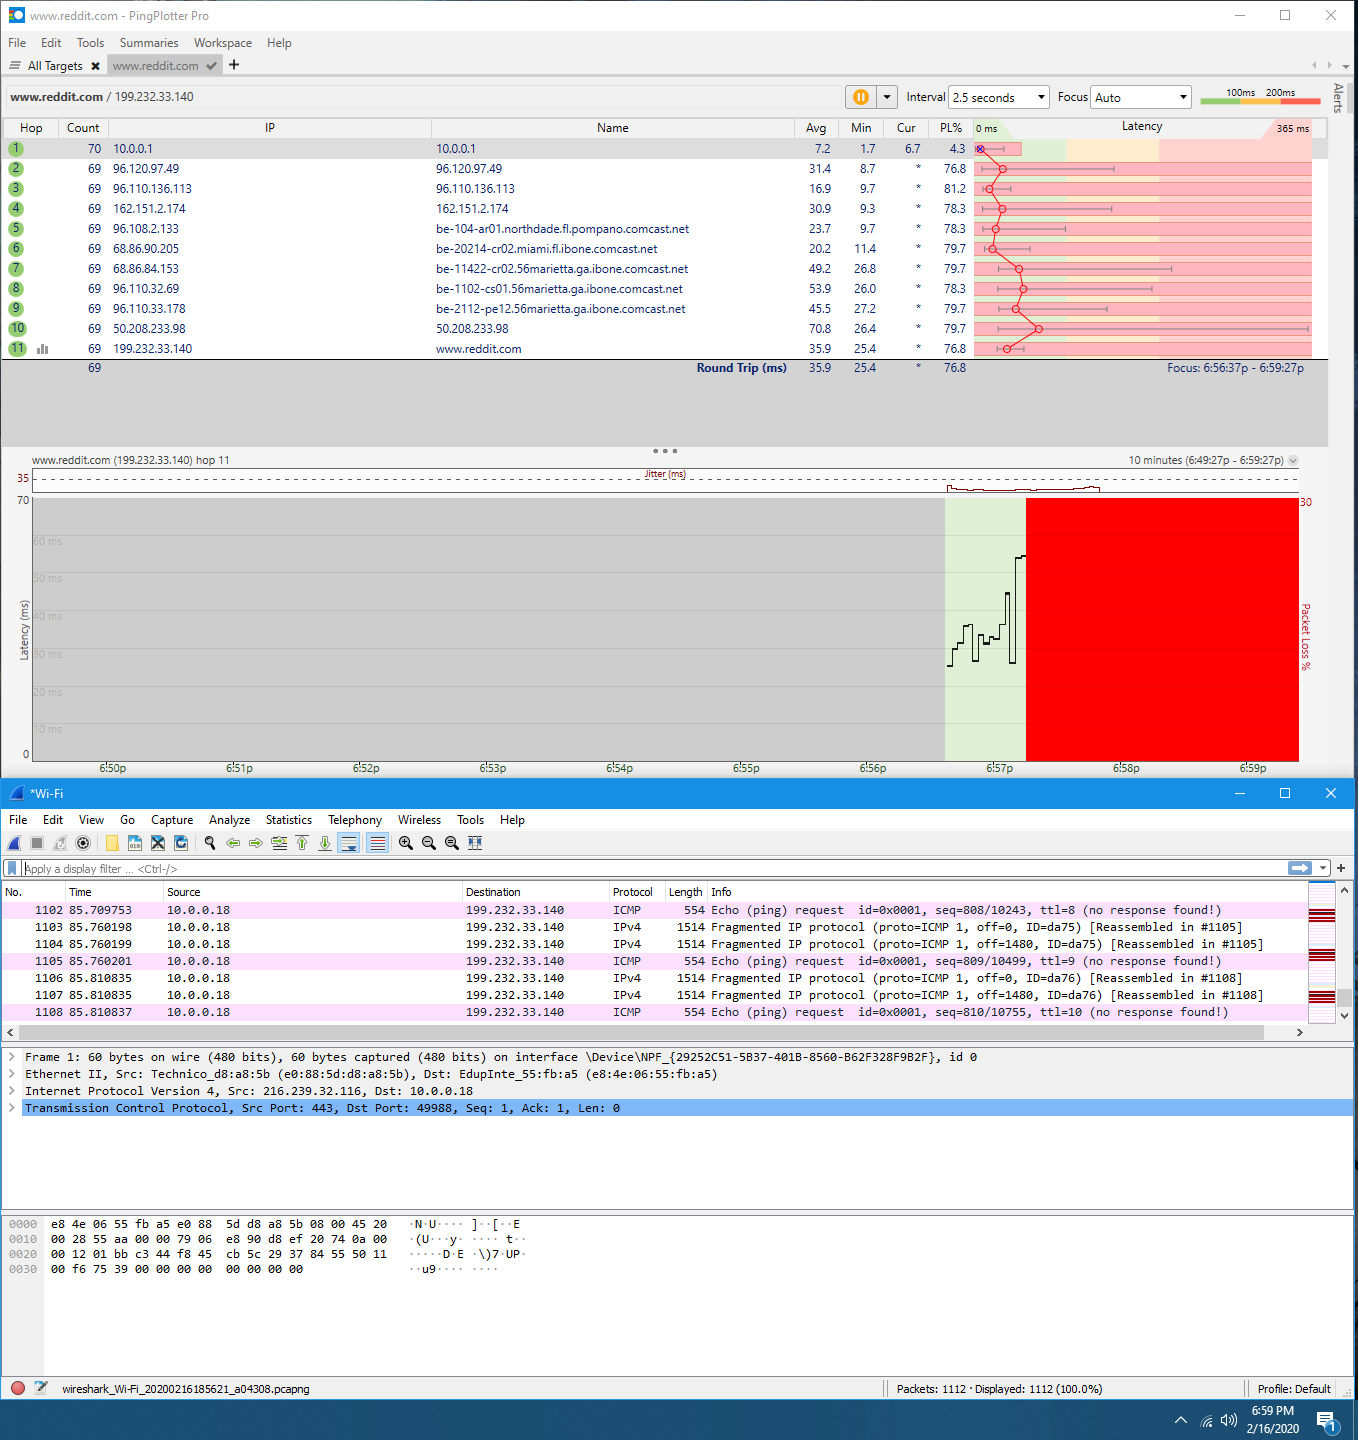 www.reddit.com - PingPlotter Pro
File Edit Tools Summaries Workspace Help
All Targets www.reddit.com +
www.reddit.com / 199.232.33.140 Interval 2.5 seconds Focus Auto 100ms 200ms
Alerts
Hop Count IP Name Avg Min Cur PL% 0 ms Latency 365 ms
1 70 10.0.0.1 10.0.0.1 7.2 1.7 6.7 4.3
2 69 96.120.97.49 96.120.97.49 31.4 8.7 * 76.8
3 69 96.110.136.113 96.110.136.113 16.9 9.7 * 81.2
4 69 162.151.2.174 162.151.2.174 30.9 9.3 * 78.3
5 69 96.108.2.133 be-104-ar01.northdade.fl.pompano.comcast.net 23.7 9.7 * 78.3
6 69 68.86.90.205 be-20214-cr02.miami.fl.ibone.comcast.net 20.2 11.4 * 79.7
7 69 68.86.84.153 be-11422-cr02.56marietta.ga.ibone.comcast.net 49.2 26.8 * 79.7
8 69 96.110.32.69 be-1102-cs01.56marietta.ga.ibone.comcast.net 53.9 26.0 * 78.3
9 69 96.110.33.178 be-2112-pe12.56marietta.ga.ibone.comcast.net 45.5 27.2 * 79.7
10 69 50.208.233.98 50.208.233.98 70.8 26.4 * 79.7
11 69 199.232.33.140 www.reddit.com 35.9 25.4 * 76.8
69 Round Trip (ms) 35.9 25.4 * 76.8 Focus: 6:56:37p - 6:59:27p
www.reddit.com (199.232.33.140) hop 11 10 minutes (6:49:27p - 6:59:27p)
35 Jitter (ms)
70 30
60 ms
50 ms
40 ms
30 ms
20 ms
10 ms
0
Latency (ms)
Packet Loss %
6:50p 6:51p 6:52p 6:53p 6:54p 6:55p 6:56p 6:57p 6:58p 6:59p
*Wi-Fi
File Edit View Go Capture Analyze Statistics Telephony Wireless Tools Help
Apply a display filter ... <Ctrl-/> +
No. Time Source Destination Protocol Length Info
1102 85.709753 10.0.0.18 199.232.33.140 ICMP 554 Echo (ping) request id=0x0001, seq=808/10243, ttl=8 (no response found!)
1103 85.760198 10.0.0.18 199.232.33.140 IPv4 1514 Fragmented IP protocol (proto=ICMP 1, off=0, ID=da75) [Reassembled in #1105]
1104 85.760199 10.0.0.18 199.232.33.140 IPv4 1514 Fragmented IP protocol (proto=ICMP 1, off=1480, ID=da75) [Reassembled in #1105]
1105 85.760201 10.0.0.18 199.232.33.140 ICMP 554 Echo (ping) request id=0x0001, seq=809/10499, ttl=9 (no response found!)
1106 85.810835 10.0.0.18 199.232.33.140 IPv4 1514 Fragmented IP protocol (proto=ICMP 1, off=0, ID=da76) [Reassembled in #1108]
1107 85.810835 10.0.0.18 199.232.33.140 IPv4 1514 Fragmented IP protocol (proto=ICMP 1, off=1480, ID=da76) [Reassembled in #1108]
1108 85.810837 10.0.0.18 199.232.33.140 ICMP 554 Echo (ping) request id=0x0001, seq=810/10755, ttl=10 (no response found!)
Frame 1: 60 bytes on wire (480 bits), 60 bytes captured (480 bits) on interface \Device\NPF_{29252C51-5B37-401B-8560-B62F328F9B2F}, id 0
Ethernet II, Src: Technico_d8:a8:5b (e0:88:5d:d8:a8:5b), Dst: EdupInte_55:fb:a5 (e8:4e:06:55:fb:a5)
Internet Protocol Version 4, Src: 216.239.32.116, Dst: 10.0.0.18
Transmission Control Protocol, Src Port: 443, Dst Port: 49988, Seq: 1, Ack: 1, Len: 0
0000 e8 4e 06 55 fb a5 e0 88 5d d8 a8 5b 08 00 45 20 ·N·U···· ]··[··E
0010 00 28 55 aa 00 00 79 06 e8 90 d8 ef 20 74 0a 00 ·(U···y· ···· t··
0020 00 12 01 bb c3 44 f8 45 cb 5c 29 37 84 55 50 11 ·····D·E ·\)7·UP·
0030 00 f6 75 39 00 00 00 00 00 00 00 00 ··u9···· ····
wireshark_Wi-Fi_20200216185621_a04308.pcapng Packets: 1112 · Displayed: 1112 (100.0%) Profile: Default
6:59 PM
2/16/2020
1